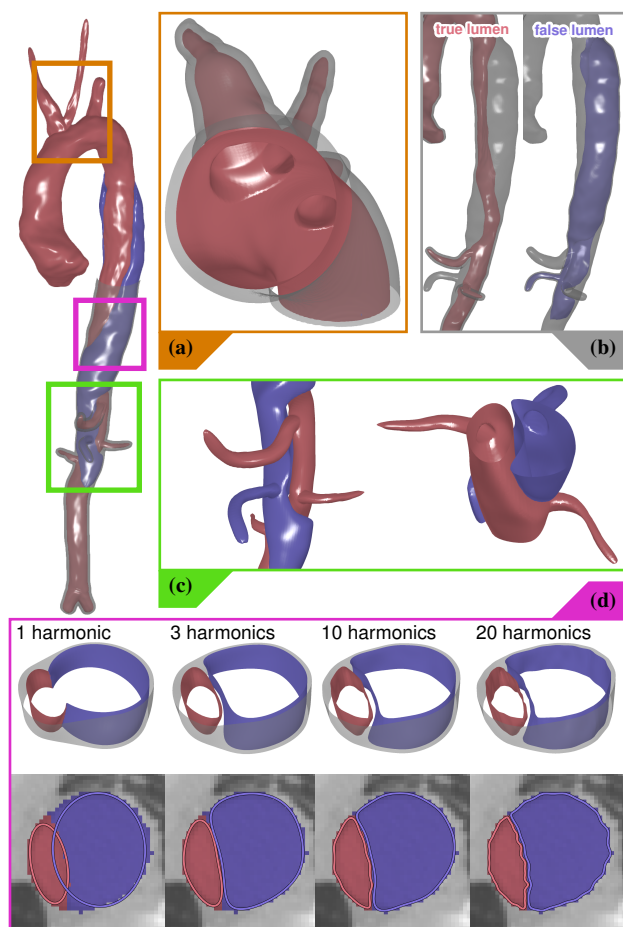 true lumen
false lumen
(a)
(b)
(c)
(d)
1 harmonic
3 harmonics
10 harmonics
20 harmonics